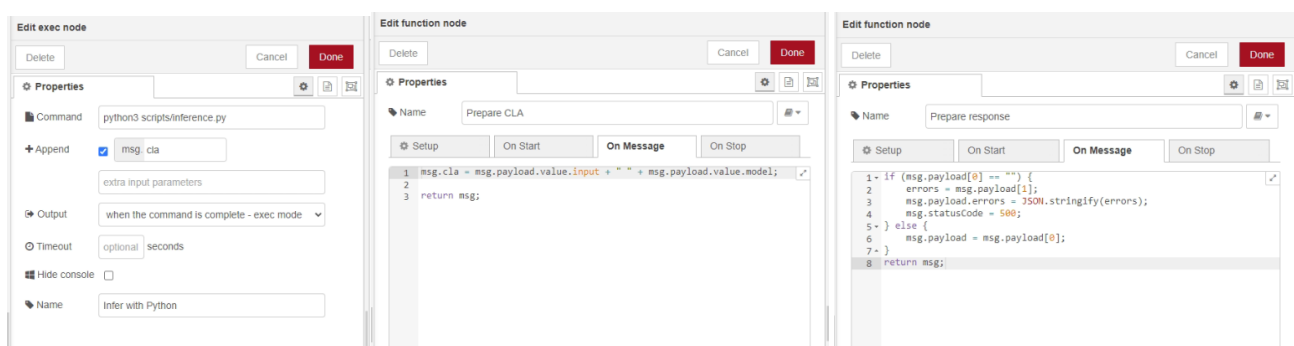 Edit exec node
Delete Cancel Done
Properties
Command python3 scripts/inference.py
Append msg. cla
extra input parameters
Output when the command is complete - exec mode
Timeout optional seconds
Hide console
Name Infer with Python
Edit function node
Delete Cancel Done
Properties
Name Prepare CLA
Setup On Start On Message On Stop
1 msg.cla = msg.payload.value.input + " " + msg.payload.value.model;
2
3 return msg;
Edit function node
Delete Cancel Done
Properties
Name Prepare response
Setup On Start On Message On Stop
1 if (msg.payload[0] == "") {
2 errors = msg.payload[1];
3 msg.payload.errors = JSON.stringify(errors);
4 msg.statusCode = 500;
5 } else {
6 msg.payload = msg.payload[0];
7 }
8 return msg;